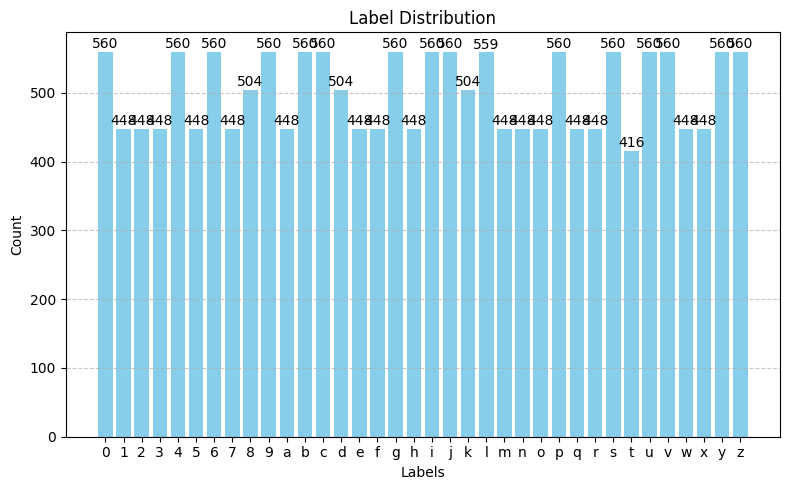 Label Distribution
560 448 448 448 560 448 560 448 504 560 448 560 560 504 448 448 560 448 560 560 504 559 448 448 448 560 448 448 560 416 560 560 448 448 560 560
500
400
300
200
100
0
Count
0 1 2 3 4 5 6 7 8 9 a b c d e f g h i j k l m n o p q r s t u v w x y z
Labels